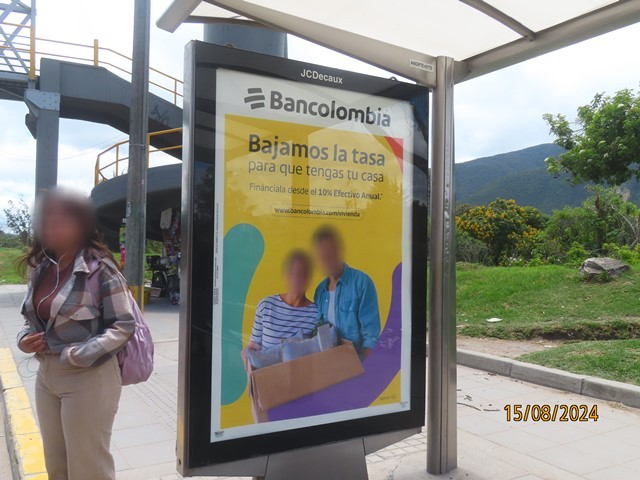 JCDecaux
Bancolombia
Bajamos la tasa
para que tengas tu casa
Finánciala desde el 10% Efectivo Anual.*
www.bancolombia.com/vivienda
15/08/2024